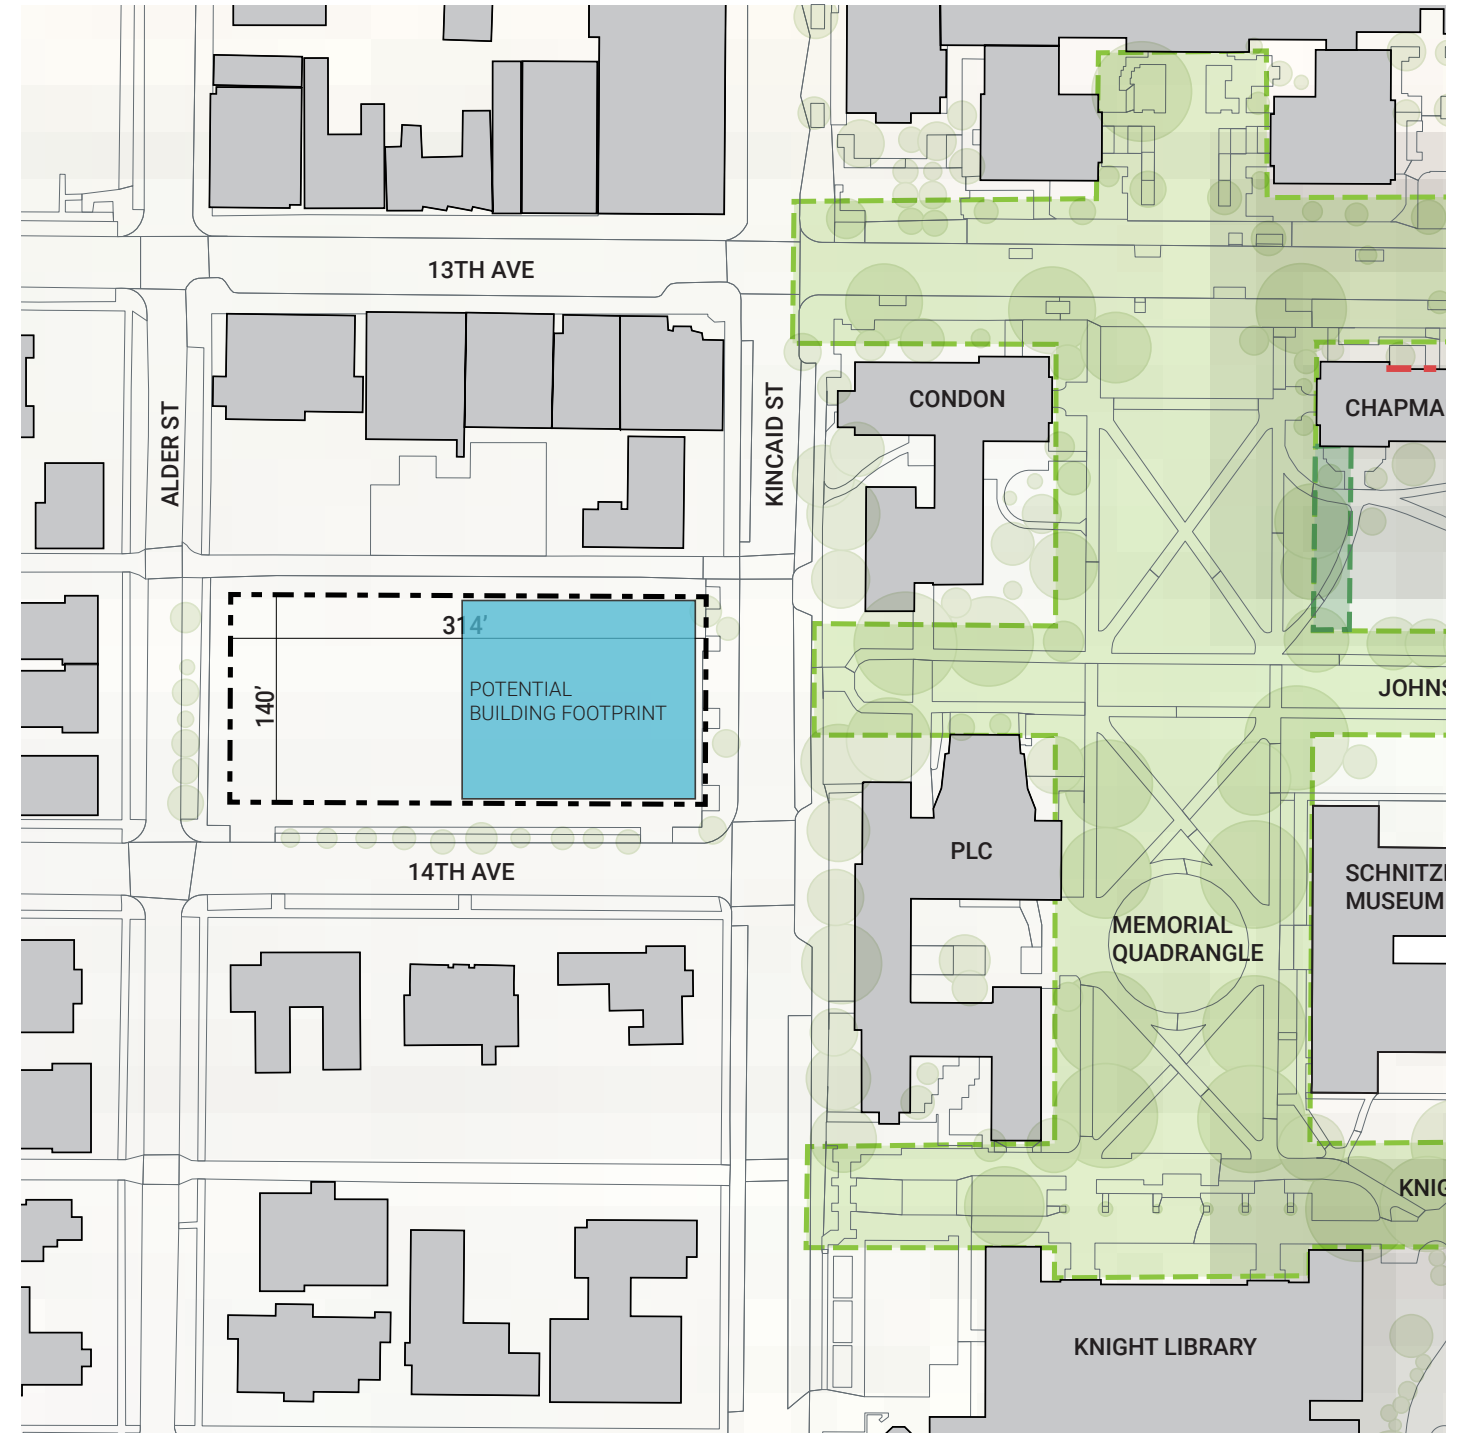 13TH AVE
ALDER ST
KINCAID ST
CONDON
CHAPMA
314’
140’
POTENTIAL
BUILDING FOOTPRINT
JOHNS
14TH AVE
PLC
SCHNITZ
MUSEUM
MEMORIAL
QUADRANGLE
KNIG
KNIGHT LIBRARY